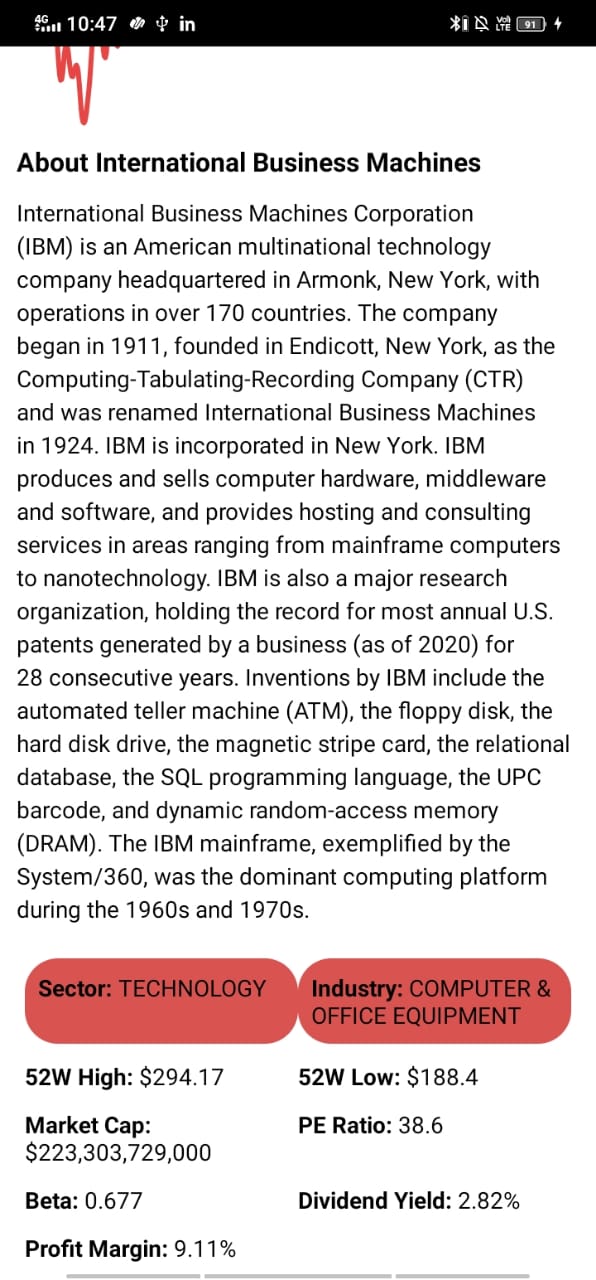 4G 10:47 in Vo) LTE 91
About International Business Machines
International Business Machines Corporation
(IBM) is an American multinational technology
company headquartered in Armonk, New York, with
operations in over 170 countries. The company
began in 1911, founded in Endicott, New York, as the
Computing-Tabulating-Recording Company (CTR)
and was renamed International Business Machines
in 1924. IBM is incorporated in New York. IBM
produces and sells computer hardware, middleware
and software, and provides hosting and consulting
services in areas ranging from mainframe computers
to nanotechnology. IBM is also a major research
organization, holding the record for most annual U.S.
patents generated by a business (as of 2020) for
28 consecutive years. Inventions by IBM include the
automated teller machine (ATM), the floppy disk, the
hard disk drive, the magnetic stripe card, the relational
database, the SQL programming language, the UPC
barcode, and dynamic random-access memory
(DRAM). The IBM mainframe, exemplified by the
System/360, was the dominant computing platform
during the 1960s and 1970s.
Sector: TECHNOLOGY
Industry: COMPUTER &
OFFICE EQUIPMENT
52W High: $294.17
52W Low: $188.4
Market Cap:
$223,303,729,000
PE Ratio: 38.6
Beta: 0.677
Dividend Yield: 2.82%
Profit Margin: 9.11%